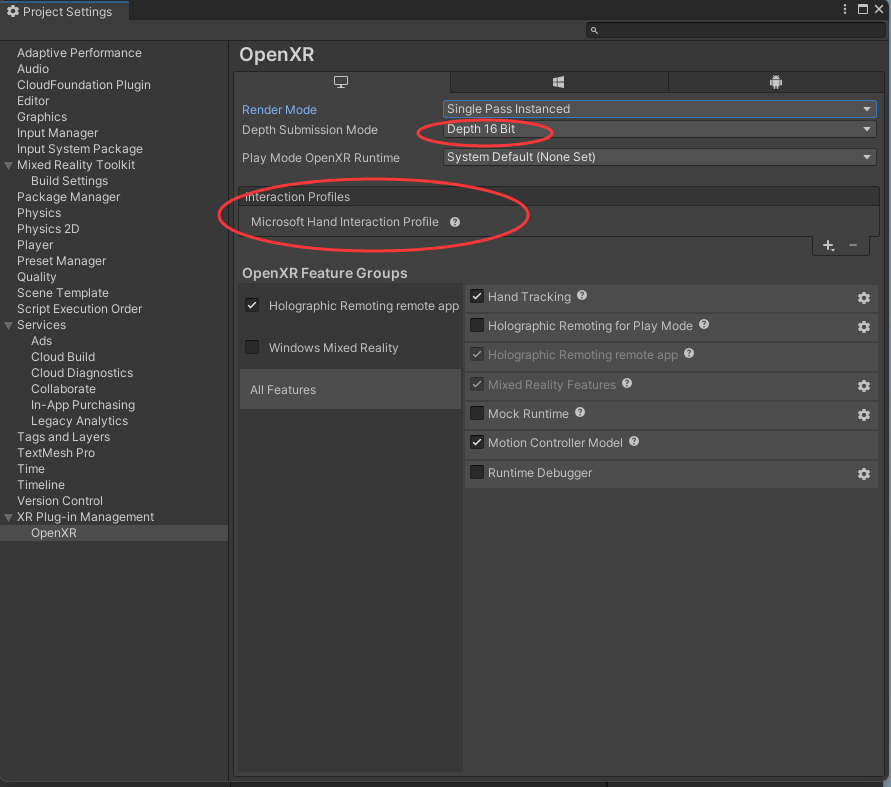 Project Settings
Adaptive Performance
Audio
CloudFoundation Plugin
Editor
Graphics
Input Manager
Input System Package
Mixed Reality Toolkit
Build Settings
Package Manager
Physics
Physics 2D
Player
Preset Manager
Quality
Scene Template
Script Execution Order
Services
Ads
Cloud Build
Cloud Diagnostics
Collaborate
In-App Purchasing
Legacy Analytics
Tags and Layers
TextMesh Pro
Time
Timeline
Version Control
XR Plug-in Management
OpenXR
OpenXR
Render Mode Single Pass Instanced
Depth Submission Mode Depth 16 Bit
Play Mode OpenXR Runtime System Default (None Set)
Interaction Profiles
Microsoft Hand Interaction Profile
OpenXR Feature Groups
Holographic Remoting remote app
Windows Mixed Reality
All Features
Hand Tracking
Holographic Remoting for Play Mode
Holographic Remoting remote app
Mixed Reality Features
Mock Runtime
Motion Controller Model
Runtime Debugger